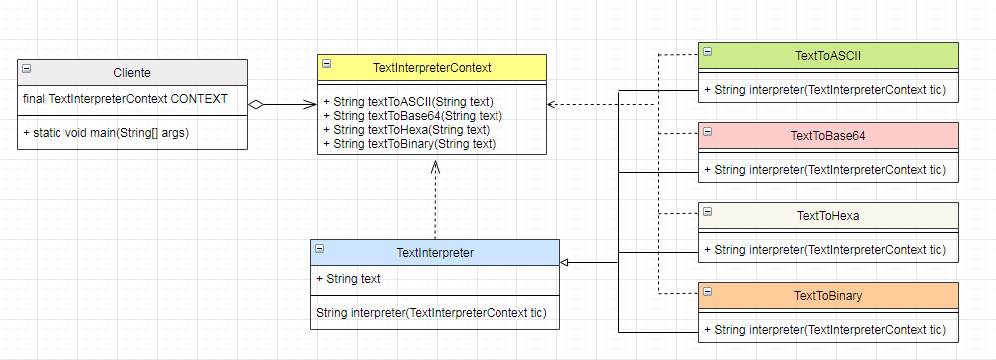 Cliente
final TextInterpreterContext CONTEXT
+ static void main(String[] args)
TextInterpreterContext
+ String textToASCII(String text)
+ String textToBase64(String text)
+ String textToHexa(String text)
+ String textToBinary(String text)
TextInterpreter
+ String text
String interpreter(TextInterpreterContext tic)
TextToASCII
+ String interpreter(TextInterpreterContext tic)
TextToBase64
+ String interpreter(TextInterpreterContext tic)
TextToHexa
+ String interpreter(TextInterpreterContext tic)
TextToBinary
+ String interpreter(TextInterpreterContext tic)